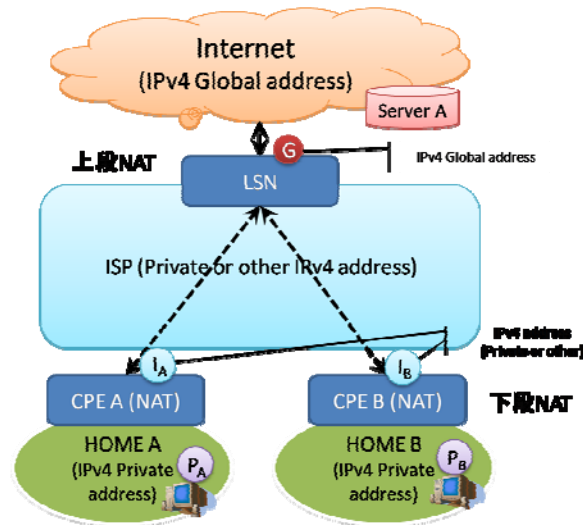 Internet
(IPv4 Global address)
Server A
上段NAT
G
IPv4 Global address
LSN
ISP (Private or other IPv4 address)
IPv4 address
(Private or other)
IA
IB
CPE A (NAT)
CPE B (NAT)
下段NAT
HOME A
(IPv4 Private
address)
PA
HOME B
(IPv4 Private
address)
PB